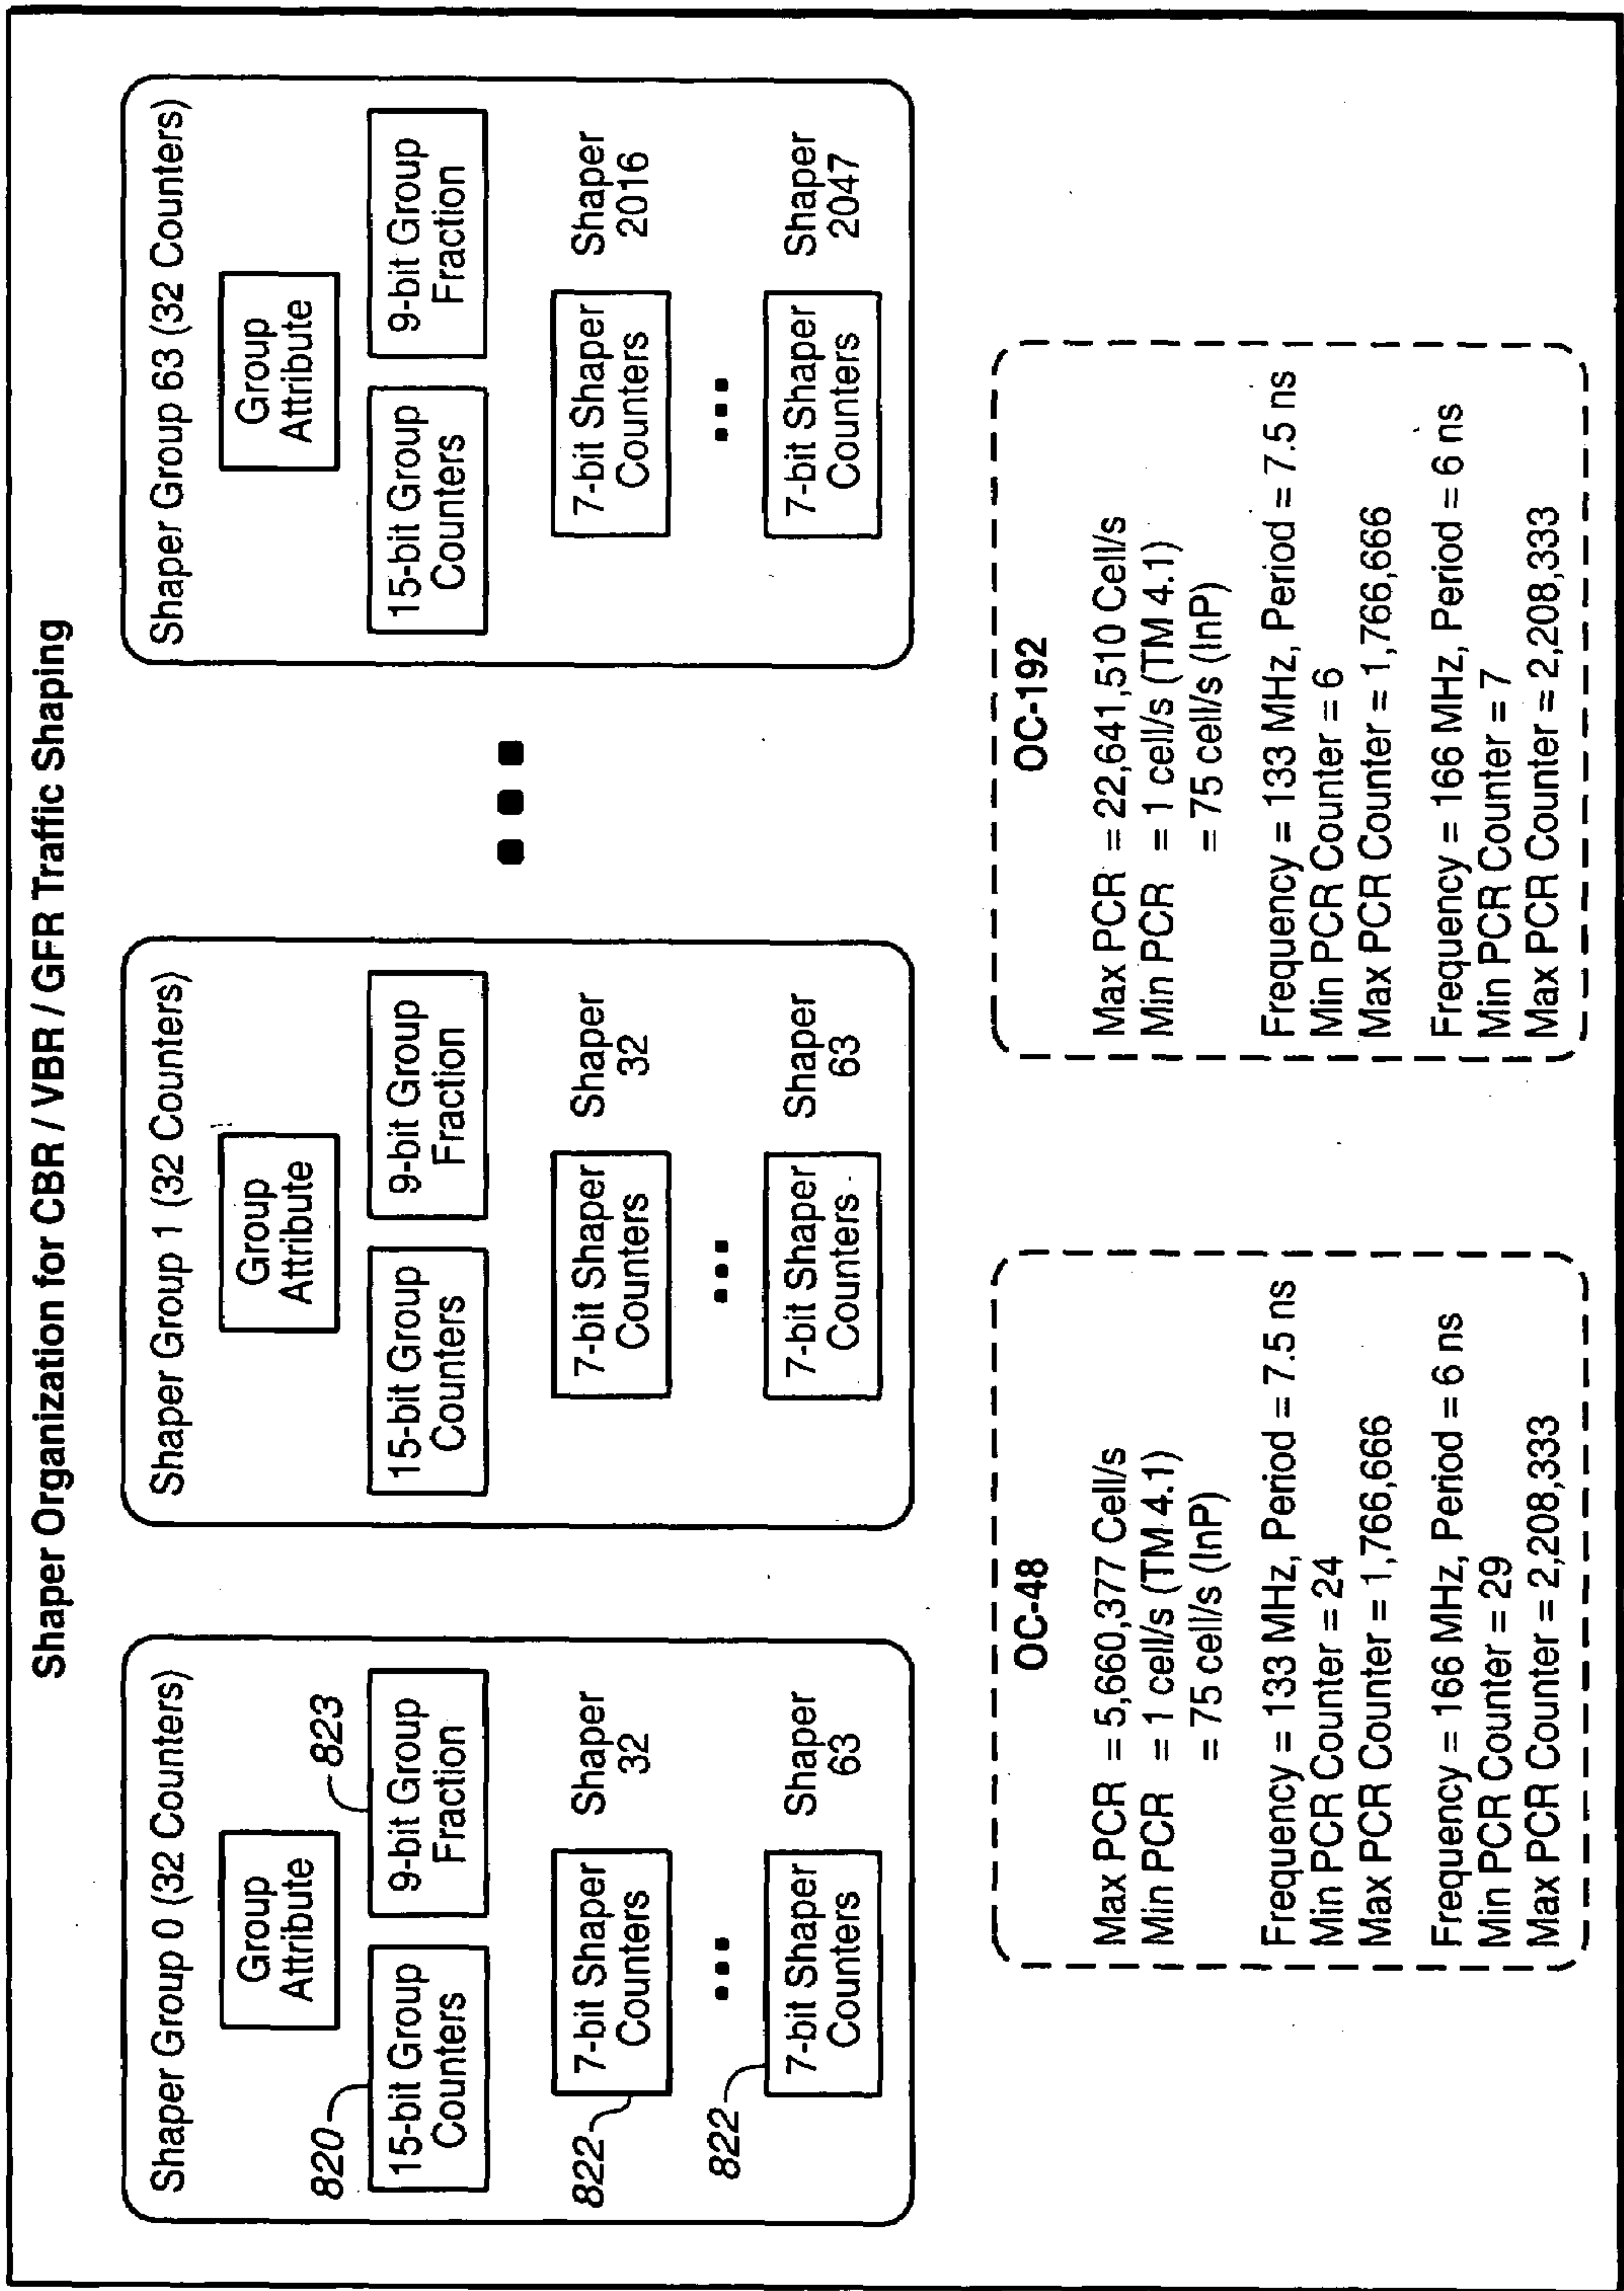 Shaper Organization for CBR / VBR / GFR Traffic Shaping
Shaper Group 0 (32 Counters)
Group
Attribute
820
15-bit Group
Counters
823
9-bit Group
Fraction
822
7-bit Shaper
Counters
Shaper
32
...
822
7-bit Shaper
Counters
Shaper
63
Shaper Group 1 (32 Counters)
Group
Attribute
15-bit Group
Counters
9-bit Group
Fraction
7-bit Shaper
Counters
Shaper
32
...
7-bit Shaper
Counters
Shaper
63
...
Shaper Group 63 (32 Counters)
Group
Attribute
15-bit Group
Counters
9-bit Group
Fraction
7-bit Shaper
Counters
Shaper
2016
...
7-bit Shaper
Counters
Shaper
2047
OC-48
Max PCR = 5,660,377 Cell/s
Min PCR = 1 cell/s (TM 4.1)
= 75 cell/s (InP)
Frequency = 133 MHz, Period = 7.5 ns
Min PCR Counter = 24
Max PCR Counter = 1,766,666
Frequency = 166 MHz, Period = 6 ns
Min PCR Counter = 29
Max PCR Counter = 2,208,333
OC-192
Max PCR = 22,641,510 Cell/s
Min PCR = 1 cell/s (TM 4.1)
= 75 cell/s (InP)
Frequency = 133 MHz, Period = 7.5 ns
Min PCR Counter = 6
Max PCR Counter = 1,766,666
Frequency = 166 MHz, Period = 6 ns
Min PCR Counter = 7
Max PCR Counter = 2,208,333